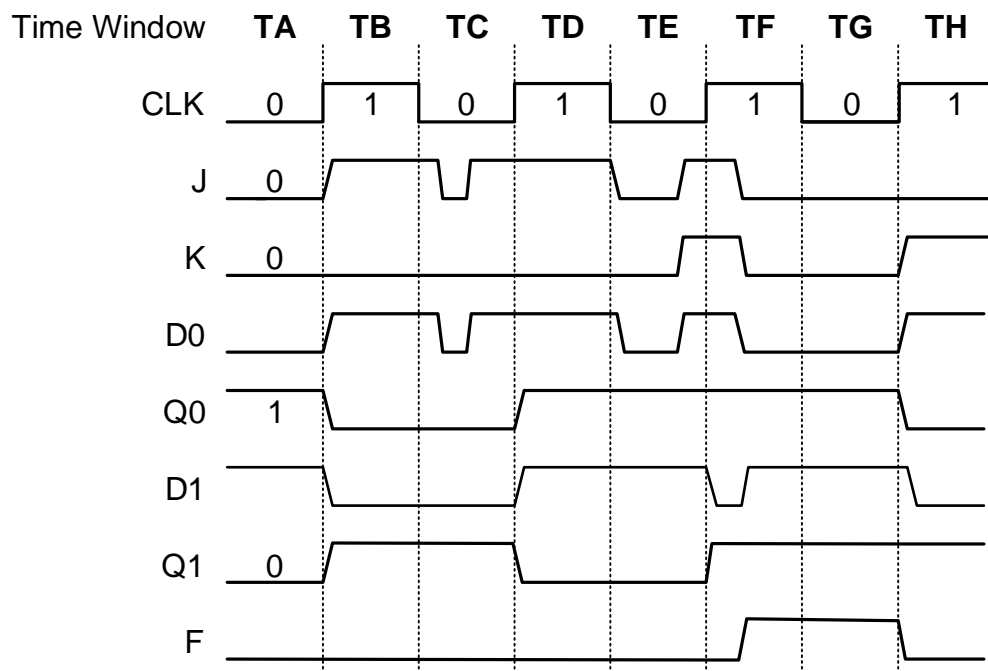 Time Window TA TB TC TD TE TF TG TH
CLK 0 1 0 1 0 1 0 1
J 0
K 0
D0
Q0 1
D1
Q1 0
F